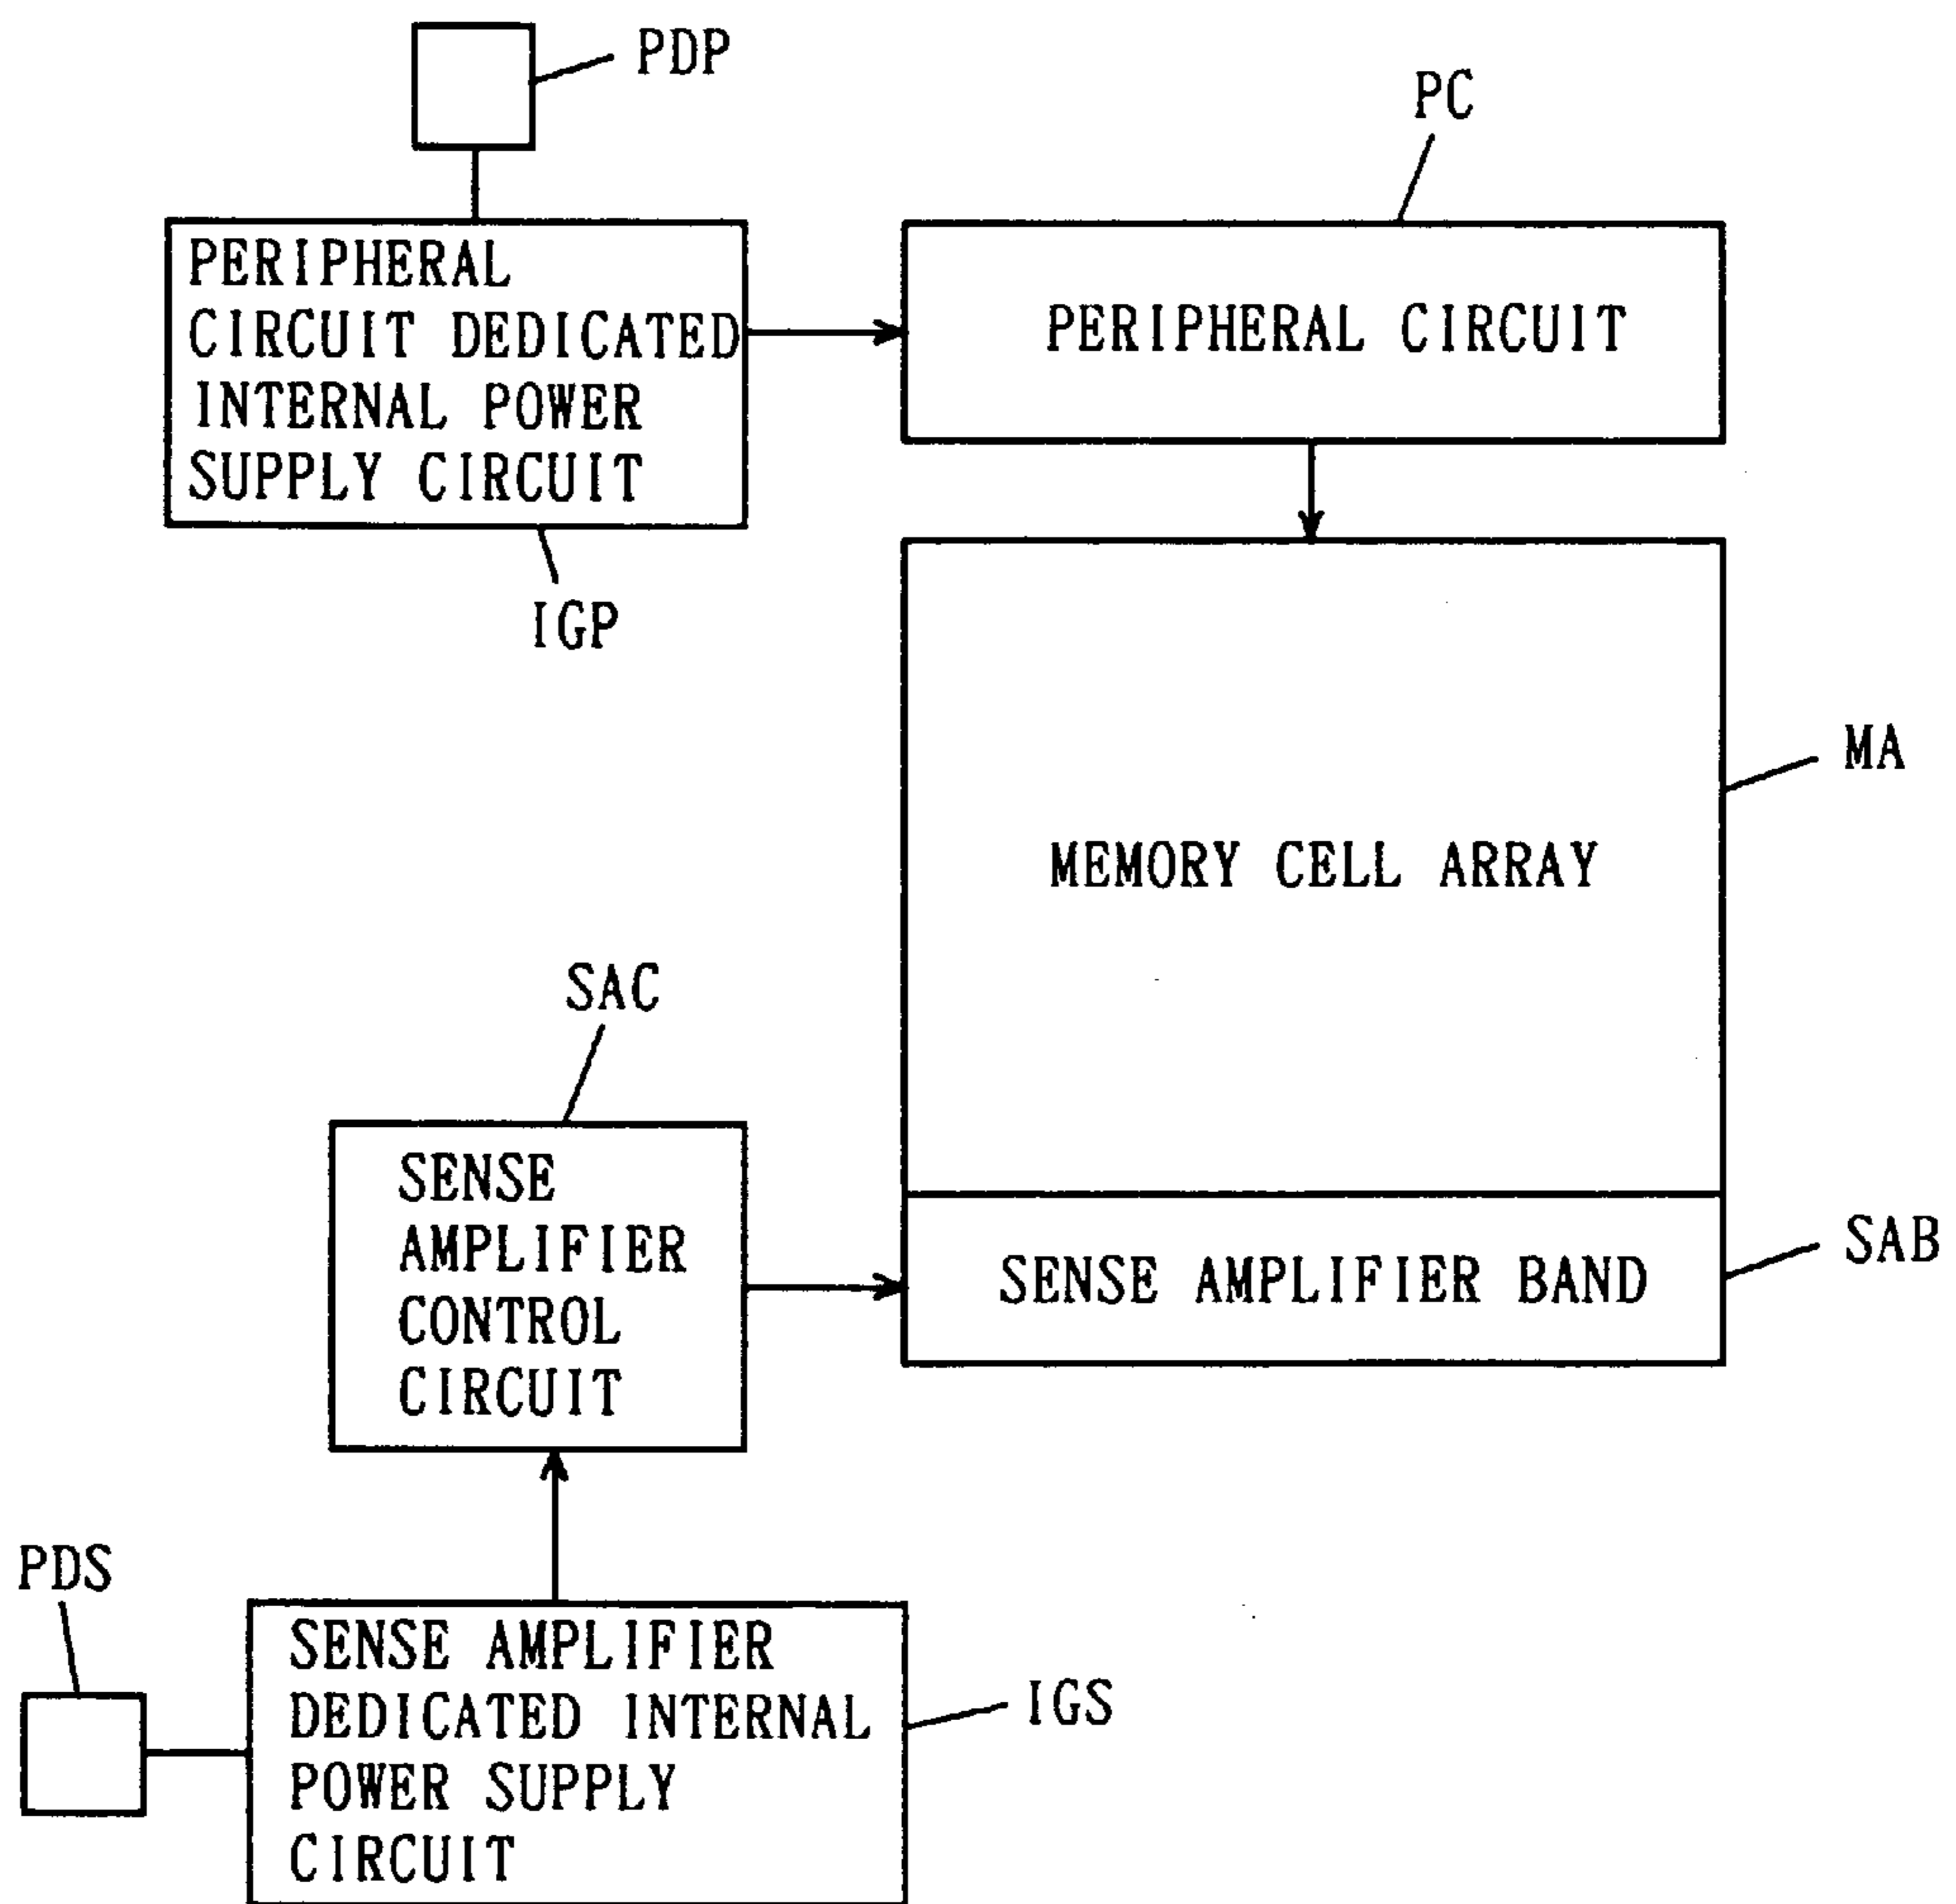 PDP
PC
PERIPHERAL
CIRCUIT DEDICATED
INTERNAL POWER
SUPPLY CIRCUIT
PERIPHERAL CIRCUIT
IGP
MA
MEMORY CELL ARRAY
SAC
SENSE
AMPLIFIER
CONTROL
CIRCUIT
SENSE AMPLIFIER BAND
SAB
PDS
SENSE AMPLIFIER
DEDICATED INTERNAL
POWER SUPPLY
CIRCUIT
IGS